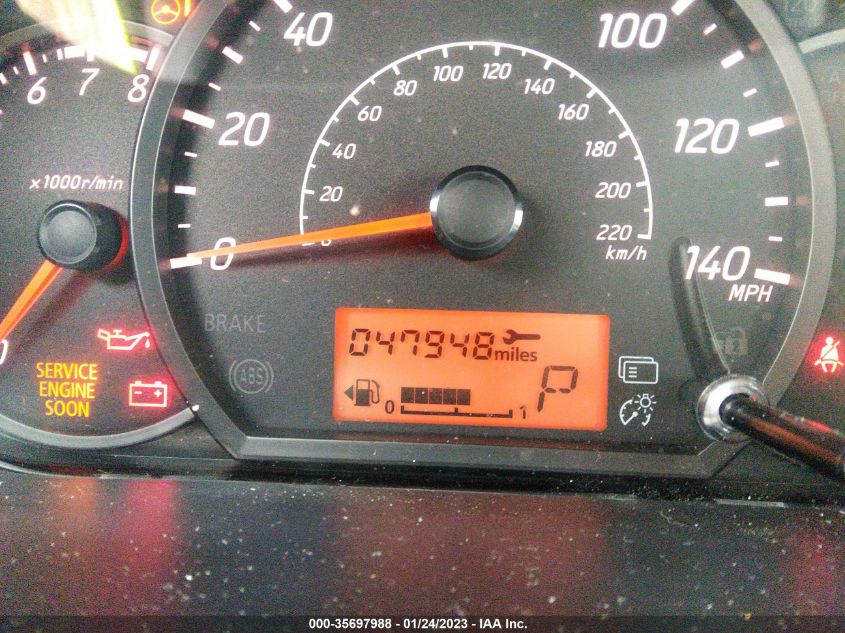 6 7 8
x1000r/min
0
SERVICE
ENGINE
SOON
0 20 40 100 120 140
MPH
0 20 40 60 80 100 120 140 160 180 200 220
km/h
BRAKE
ABS
047948 miles
P
0 1
000-35697988 - 01/24/2023 - IAA Inc.